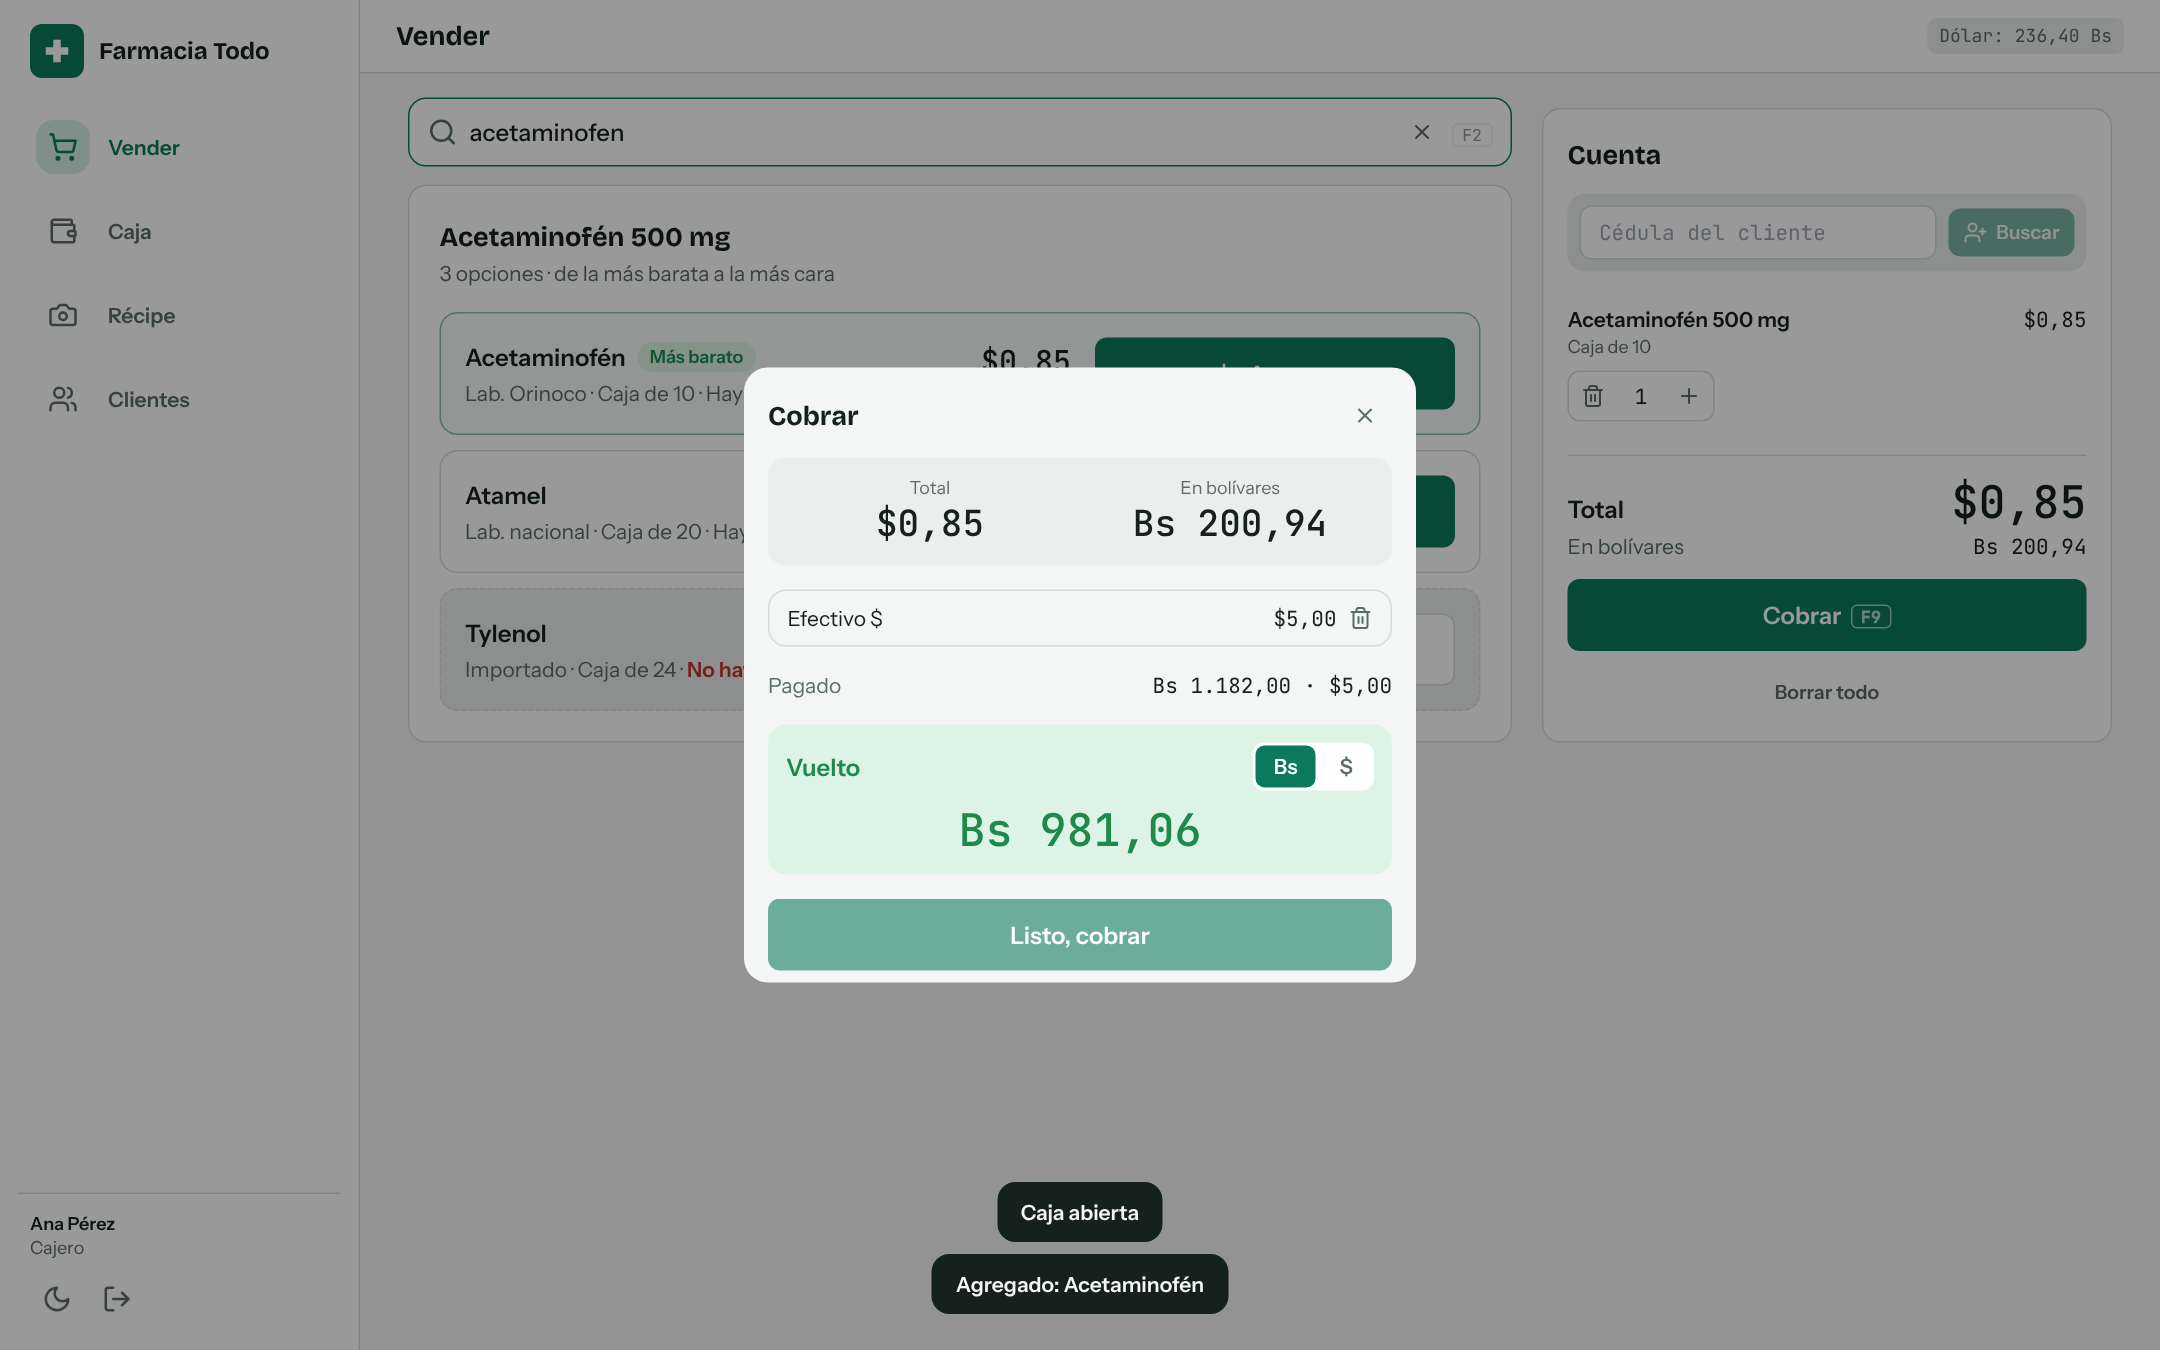 Farmacia Todo
Vender
Caja
Récipe
Clientes
Ana Pérez
Cajero
Vender
Dólar: 236,40 Bs
acetaminofen
F2
Acetaminofén 500 mg
3 opciones · de la más barata a la más cara
Acetaminofén Más barato $0,85
Lab. Orinoco · Caja de 10 · Hay
Atamel
Lab. nacional · Caja de 20 · Hay
Tylenol
Importado · Caja de 24 · No
Cuenta
Cédula del cliente Buscar
Acetaminofén 500 mg $0,85
Caja de 10
1
Total $0,85
En bolívares Bs 200,94
Cobrar F9
Borrar todo
Cobrar
Total En bolívares
$0,85 Bs 200,94
Efectivo $ $5,00
Pagado Bs 1.182,00 · $5,00
Vuelto Bs $
Bs 981,06
Listo, cobrar
Caja abierta
Agregado: Acetaminofén